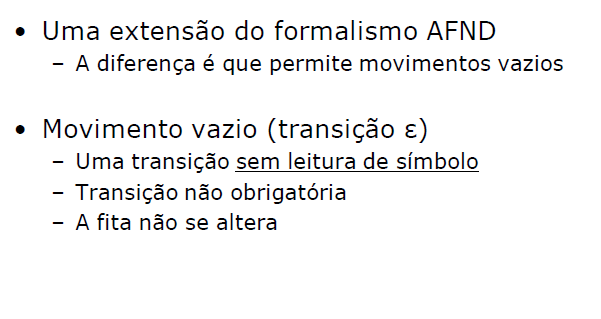 • Uma extensão do formalismo AFND
– A diferença é que permite movimentos vazios
• Movimento vazio (transição ε)
– Uma transição sem leitura de símbolo
– Transição não obrigatória
– A fita não se altera